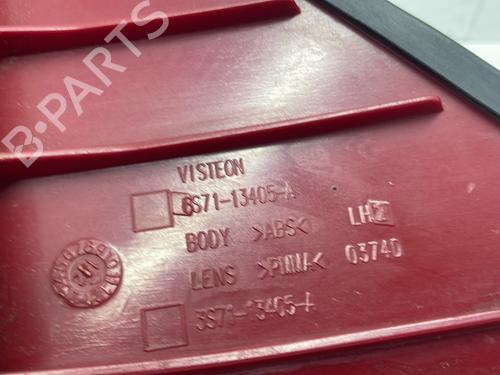 B-PARTS
VISTEON
6S71-13405-A
BODY >ABS< LH
LENS >PMMA< 03740
3S71-13405-A